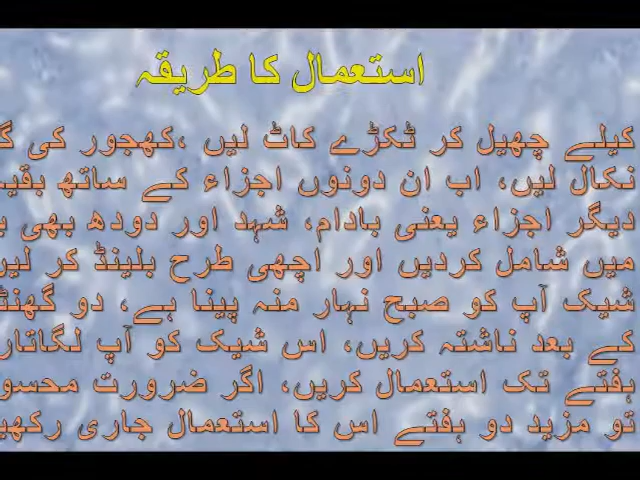 استعمال کا طریقہ
کیلے چھیل کر ٹکڑے کاٹ لیں ،کھجور کی
نکال لیں، اب ان دونوں اجزاء کے ساتھ
دیگر اجزاء یعنی بادام، شہد اور دودھ بھی
میں شامل کردیں اور اچھی طرح بلینڈ کر لیں
شیک آپ کو صبح نہار منہ پینا ہے، دو
کے بعد ناشتہ کریں، اس شیک کو آپ لگاتار
ہفتے تک استعمال کریں، اگر ضرورت
تو مزید دو ہفتے اس کا استعمال جاری